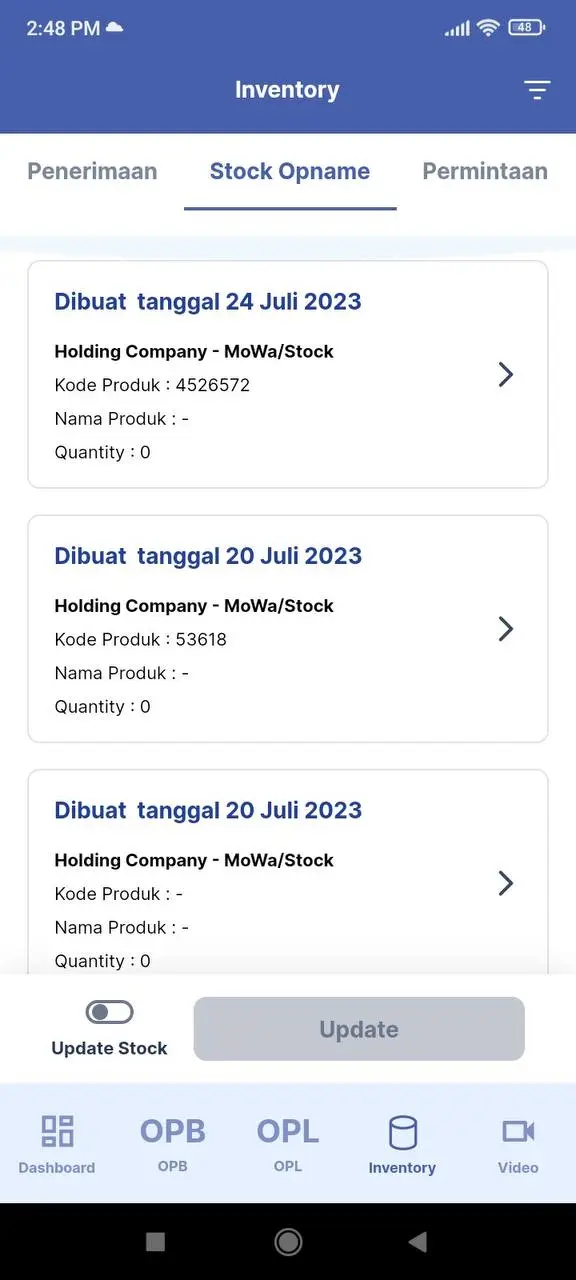 2:48 PM
48
Inventory
Penerimaan Stock Opname Permintaan
Dibuat  tanggal 24 Juli 2023
Holding Company - MoWa/Stock
Kode Produk : 4526572
Nama Produk : -
Quantity : 0
Dibuat  tanggal 20 Juli 2023
Holding Company - MoWa/Stock
Kode Produk : 53618
Nama Produk : -
Quantity : 0
Dibuat  tanggal 20 Juli 2023
Holding Company - MoWa/Stock
Kode Produk : -
Nama Produk : -
Quantity : 0
Update Stock
Update
OPB OPL
Dashboard OPB OPL Inventory Video